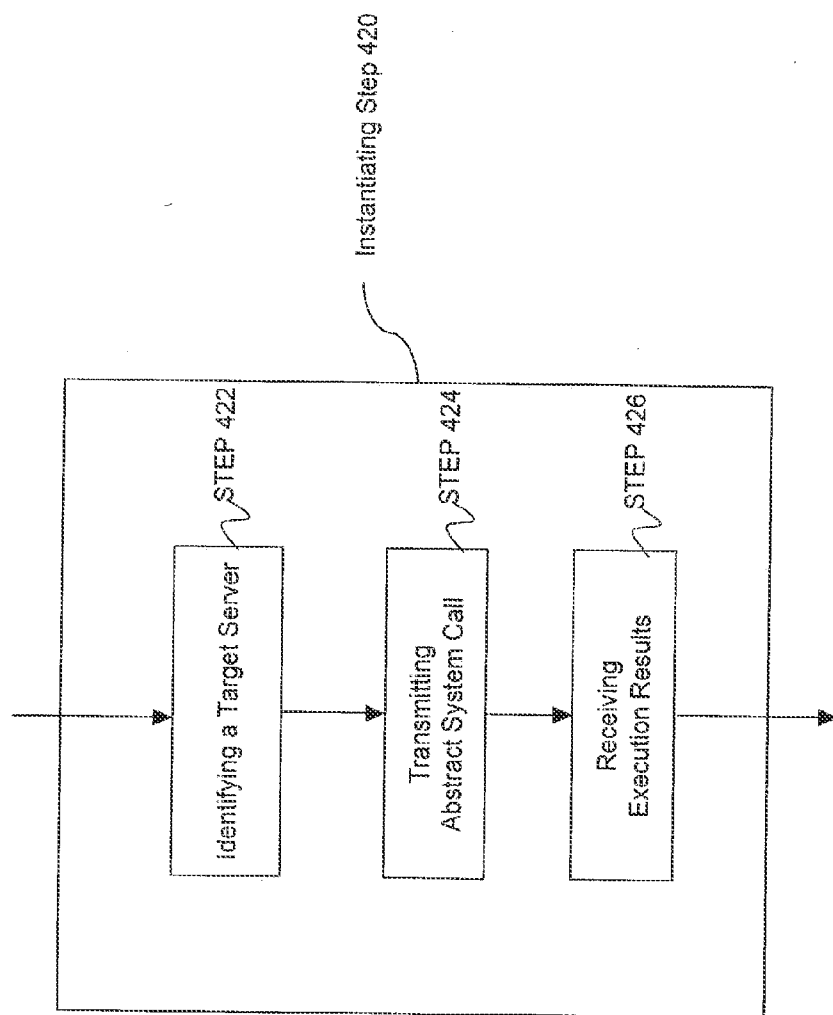 Instantiating Step 420
STEP 422
Identifying a Target Server
STEP 424
Transmitting
Abstract System Call
STEP 426
Receiving
Execution Results